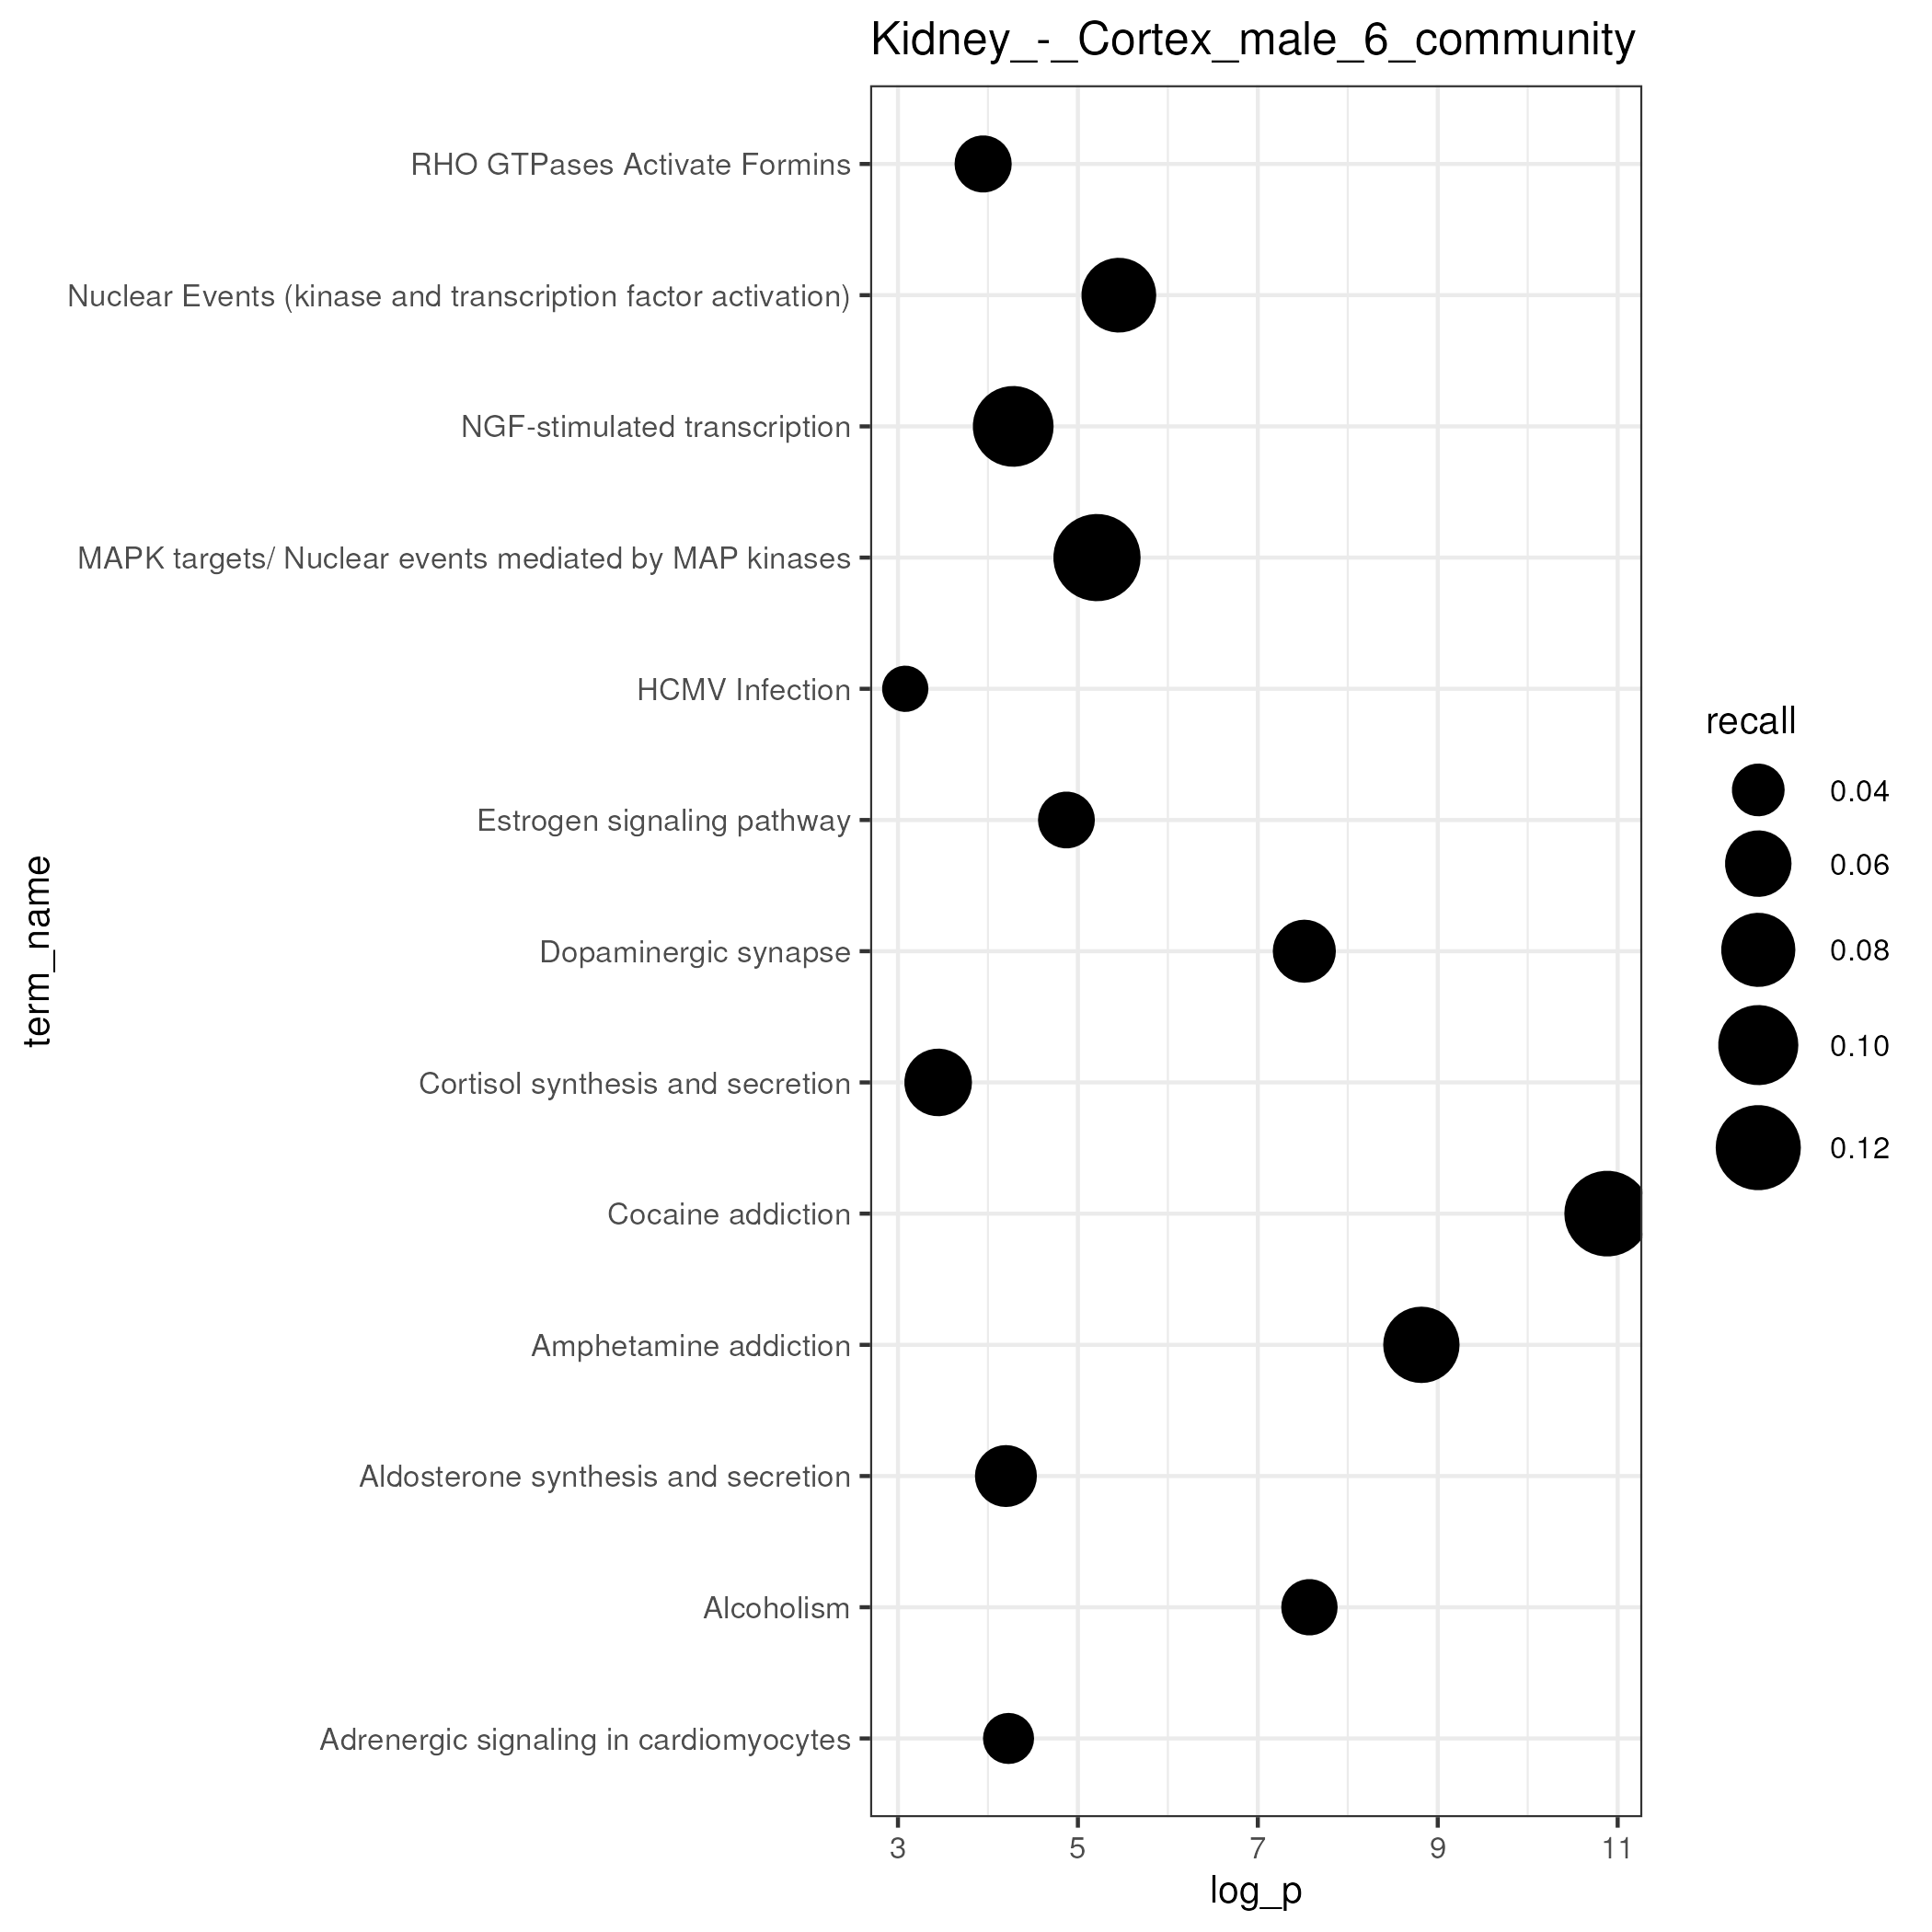 Kidney_-_Cortex_male_6_community
RHO GTPases Activate Formins
Nuclear Events (kinase and transcription factor activation)
NGF-stimulated transcription
MAPK targets/ Nuclear events mediated by MAP kinases
HCMV Infection
Estrogen signaling pathway
Dopaminergic synapse
Cortisol synthesis and secretion
Cocaine addiction
Amphetamine addiction
Aldosterone synthesis and secretion
Alcoholism
Adrenergic signaling in cardiomyocytes
term_name
3 5 7 9 11
log_p
recall
0.04
0.06
0.08
0.10
0.12